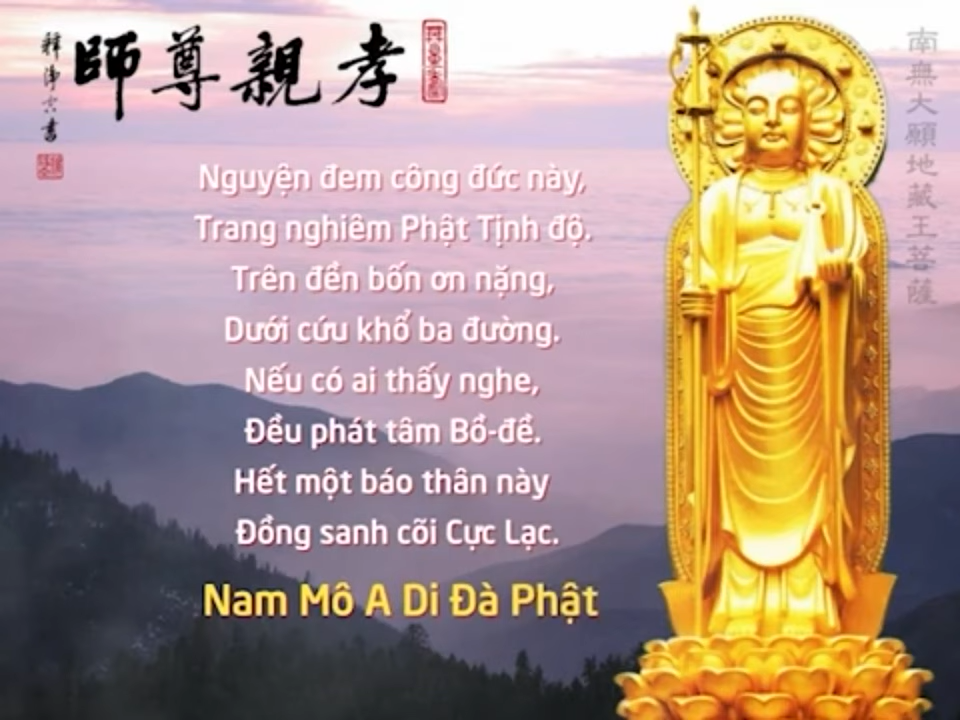 孝親尊師
釋淨空書
Nguyện đem công đức này,
Trang nghiêm Phật Tịnh độ.
Trên đền bốn ơn nặng,
Dưới cứu khổ ba đường.
Nếu có ai thấy nghe,
Đều phát tâm Bồ-đề.
Hết một báo thân này
Đồng sanh cõi Cực Lạc.
Nam Mô A Di Đà Phật
南無大願地藏王菩薩